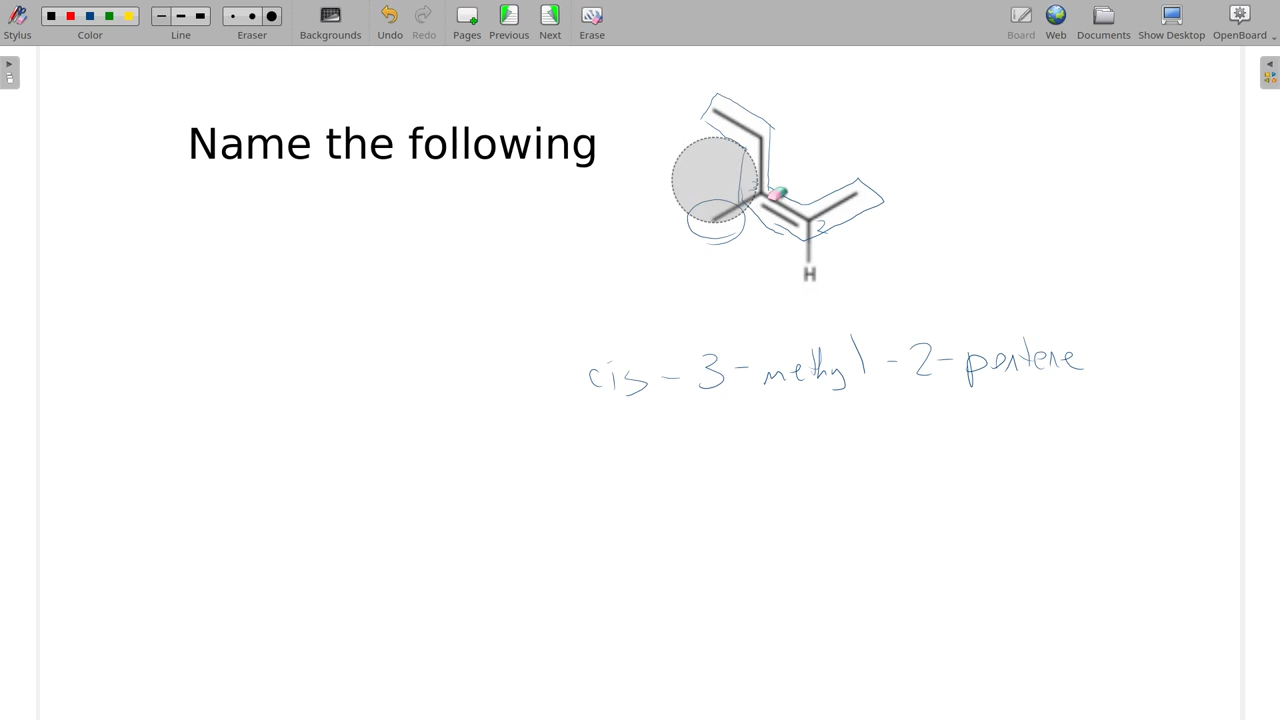 Stylus
Color
Line
Eraser
Backgrounds
Undo
Redo
Pages
Previous
Next
Erase
Board
Web
Documents
Show Desktop
OpenBoard
Name the following
2
H
cis - 3 - methyl - 2 - pentene